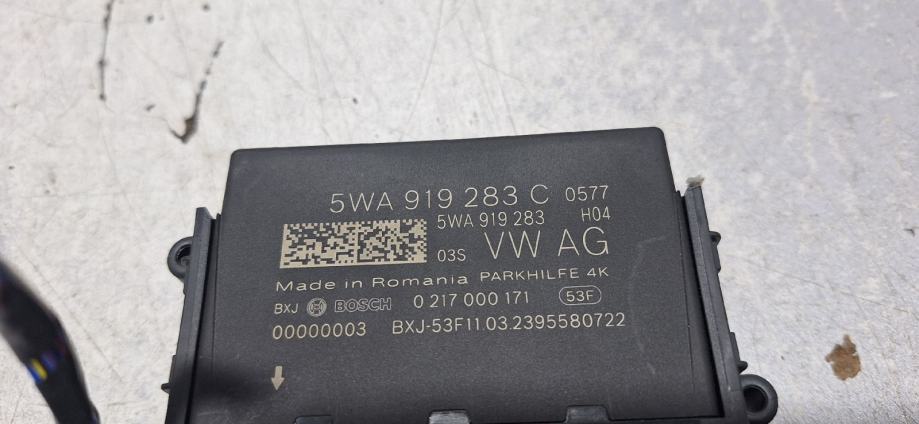 5WA 919 283 C 0577
5WA 919 283 H04
03S VW AG
Made in Romania PARKHILFE 4K
BXJ BOSCH 0 217 000 171 53F
00000003 BXJ-53F11.03.2395580722